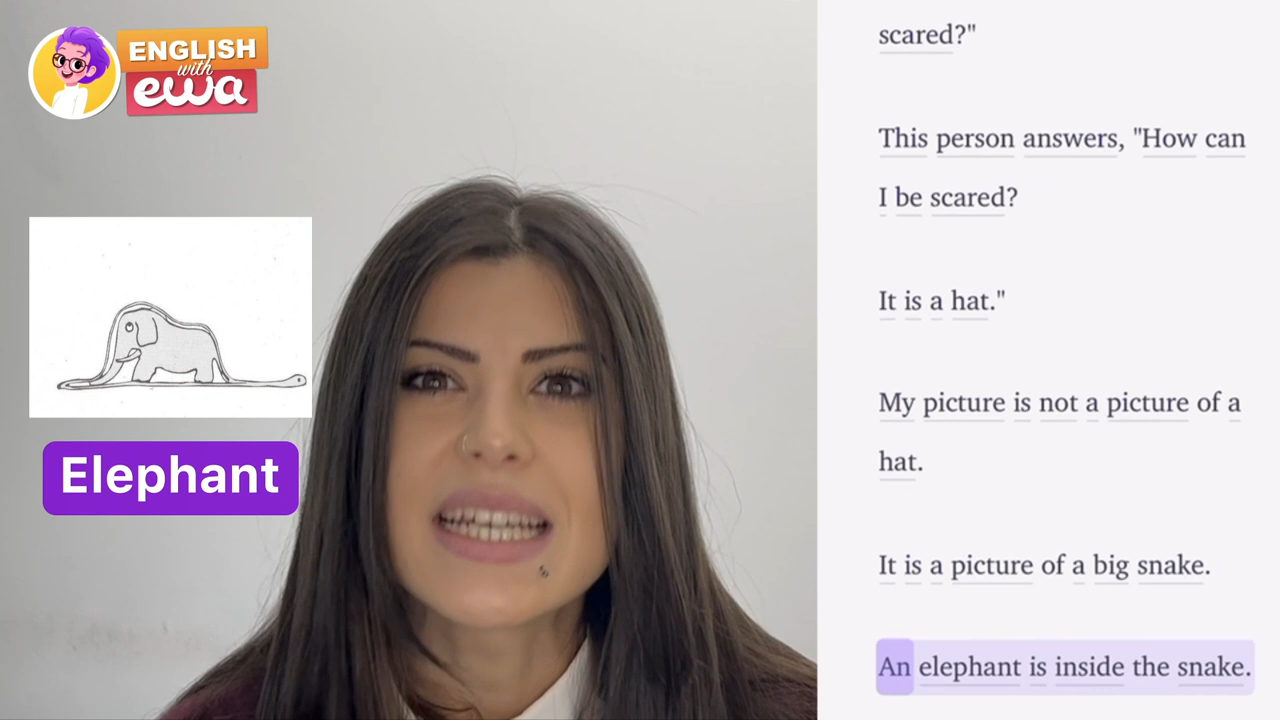 ENGLISH
with
ewa
Elephant
scared?"
This person answers, "How can
I be scared?
It is a hat."
My picture is not a picture of a
hat.
It is a picture of a big snake.
An elephant is inside the snake.